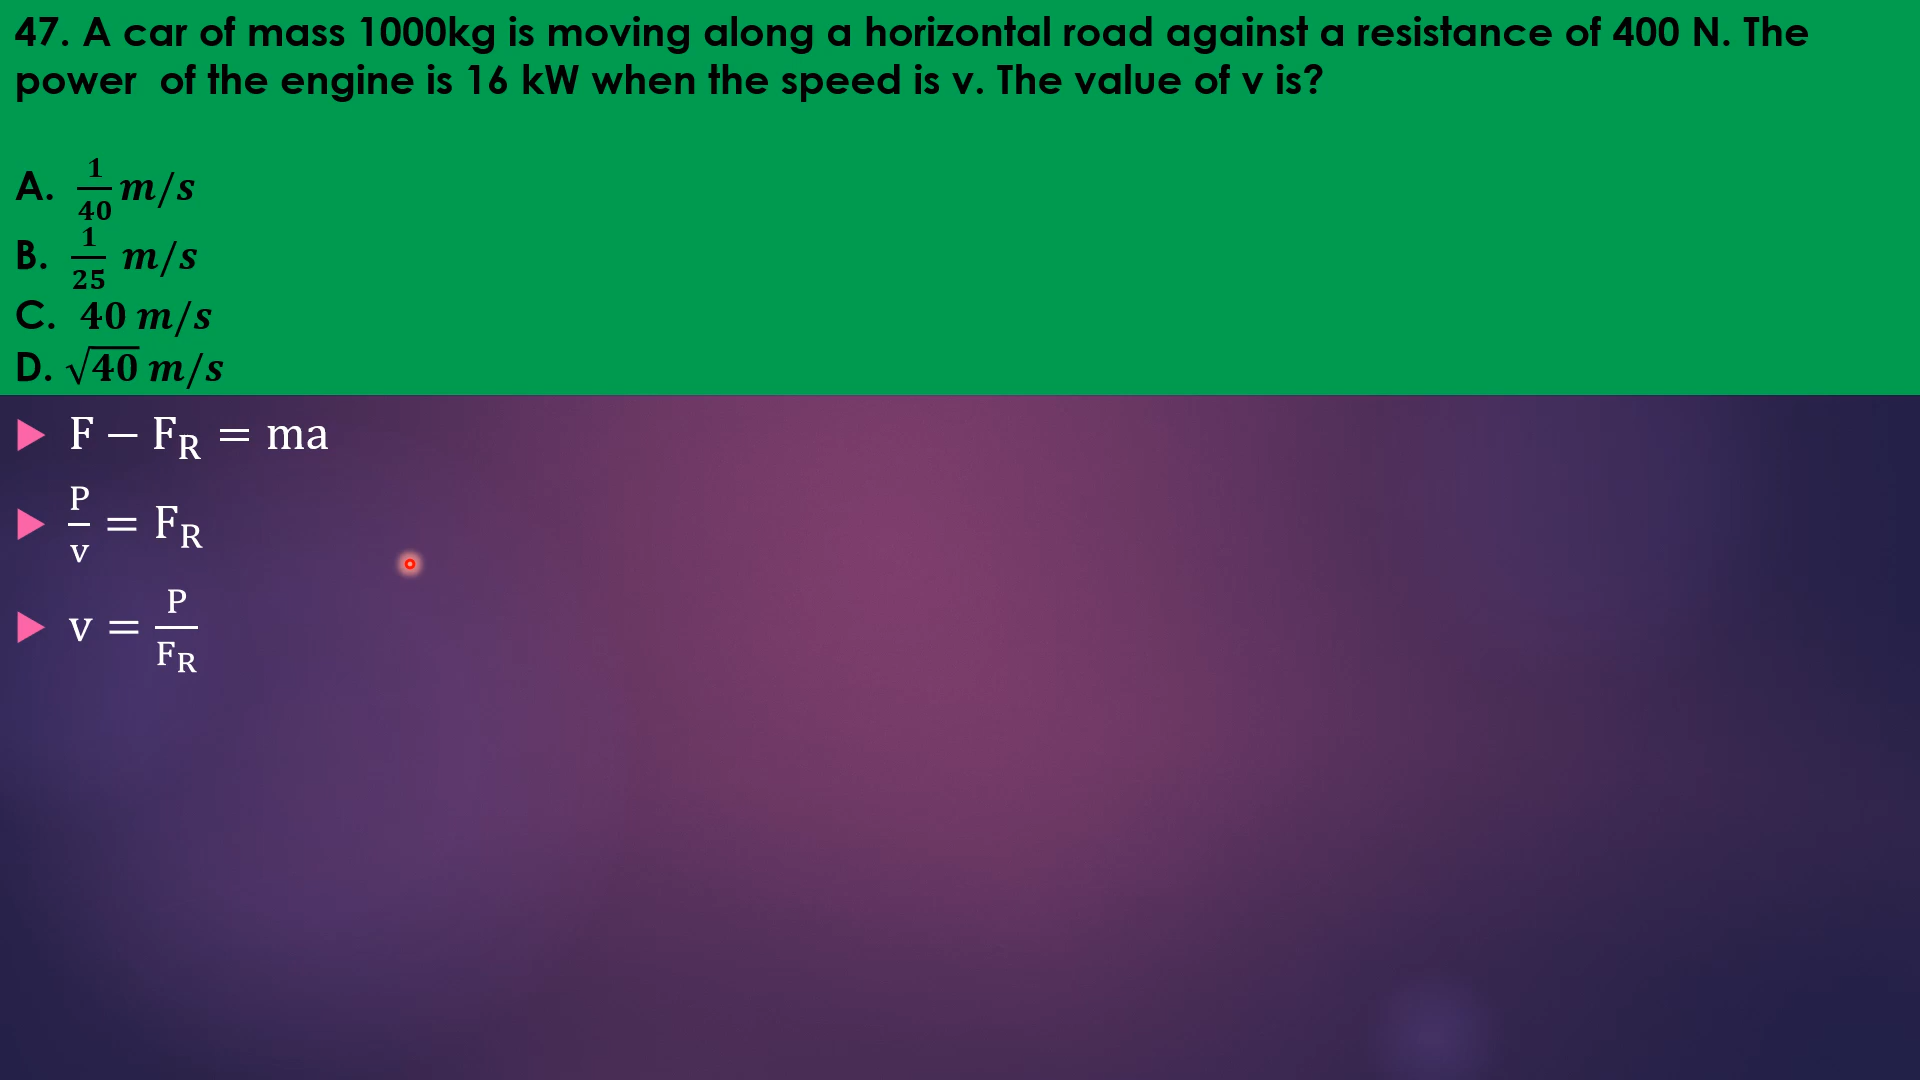 47. A car of mass 1000kg is moving along a horizontal road against a resistance of 400 N. The
power of the engine is 16 kW when the speed is v. The value of v is?
A. 1/40 m/s
B. 1/25 m/s
C. 40 m/s
D. √40 m/s
F − F_R = ma
P/v = F_R
v = P/F_R